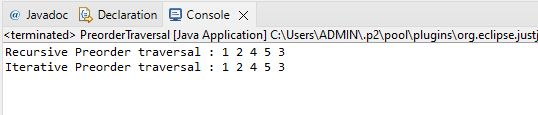 @ Javadoc Declaration Console
<terminated> PreorderTraversal [Java Application] C:\Users\ADMIN\.p2\pool\plugins\org.eclipse.justj
Recursive Preorder traversal : 1 2 4 5 3
Iterative Preorder traversal : 1 2 4 5 3